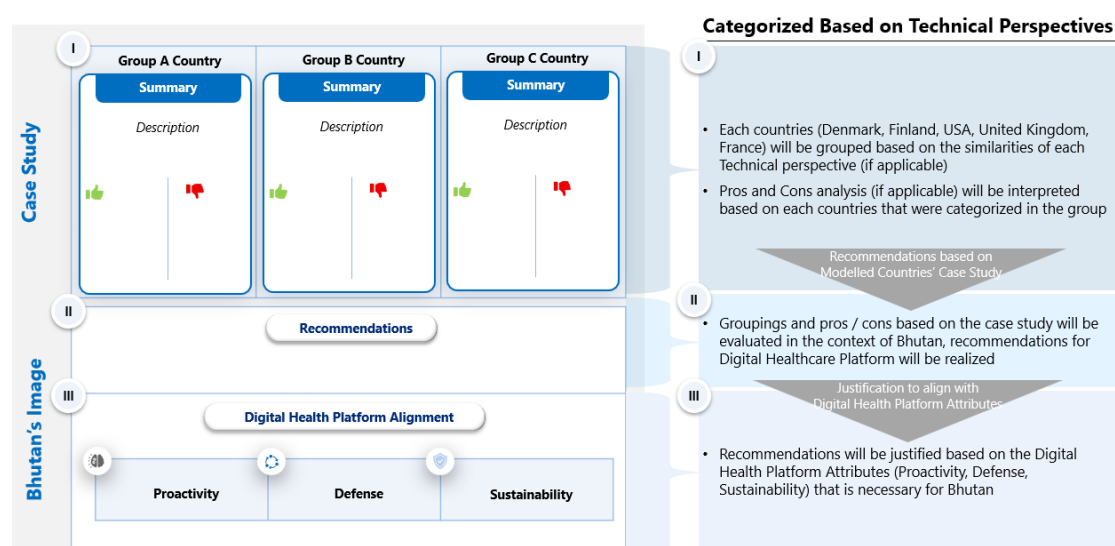 Categorized Based on Technical Perspectives
Case Study
I
Group A Country
Group B Country
Group C Country
Summary
Summary
Summary
Description
Description
Description
Bhutan's Image
II
Recommendations
III
Digital Health Platform Alignment
Proactivity
Defense
Sustainability
I
• Each countries (Denmark, Finland, USA, United Kingdom,
France) will be grouped based on the similarities of each
Technical perspective (if applicable)
• Pros and Cons analysis (if applicable) will be interpreted
based on each countries that were categorized in the group
Recommendations based on
Modelled Countries' Case Study
II
• Groupings and pros / cons based on the case study will be
evaluated in the context of Bhutan, recommendations for
Digital Healthcare Platform will be realized
Justification to align with
Digital Health Platform Attributes
III
• Recommendations will be justified based on the Digital
Health Platform Attributes (Proactivity, Defense,
Sustainability) that is necessary for Bhutan